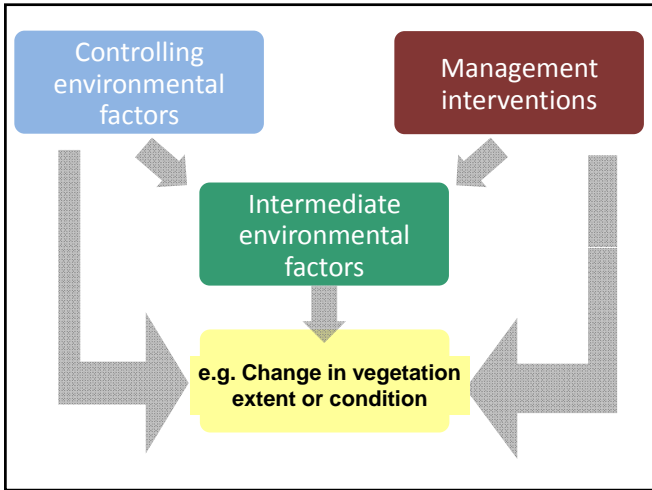 Controlling
environmental
factors
Management
interventions
Intermediate
environmental
factors
e.g. Change in vegetation
extent or condition